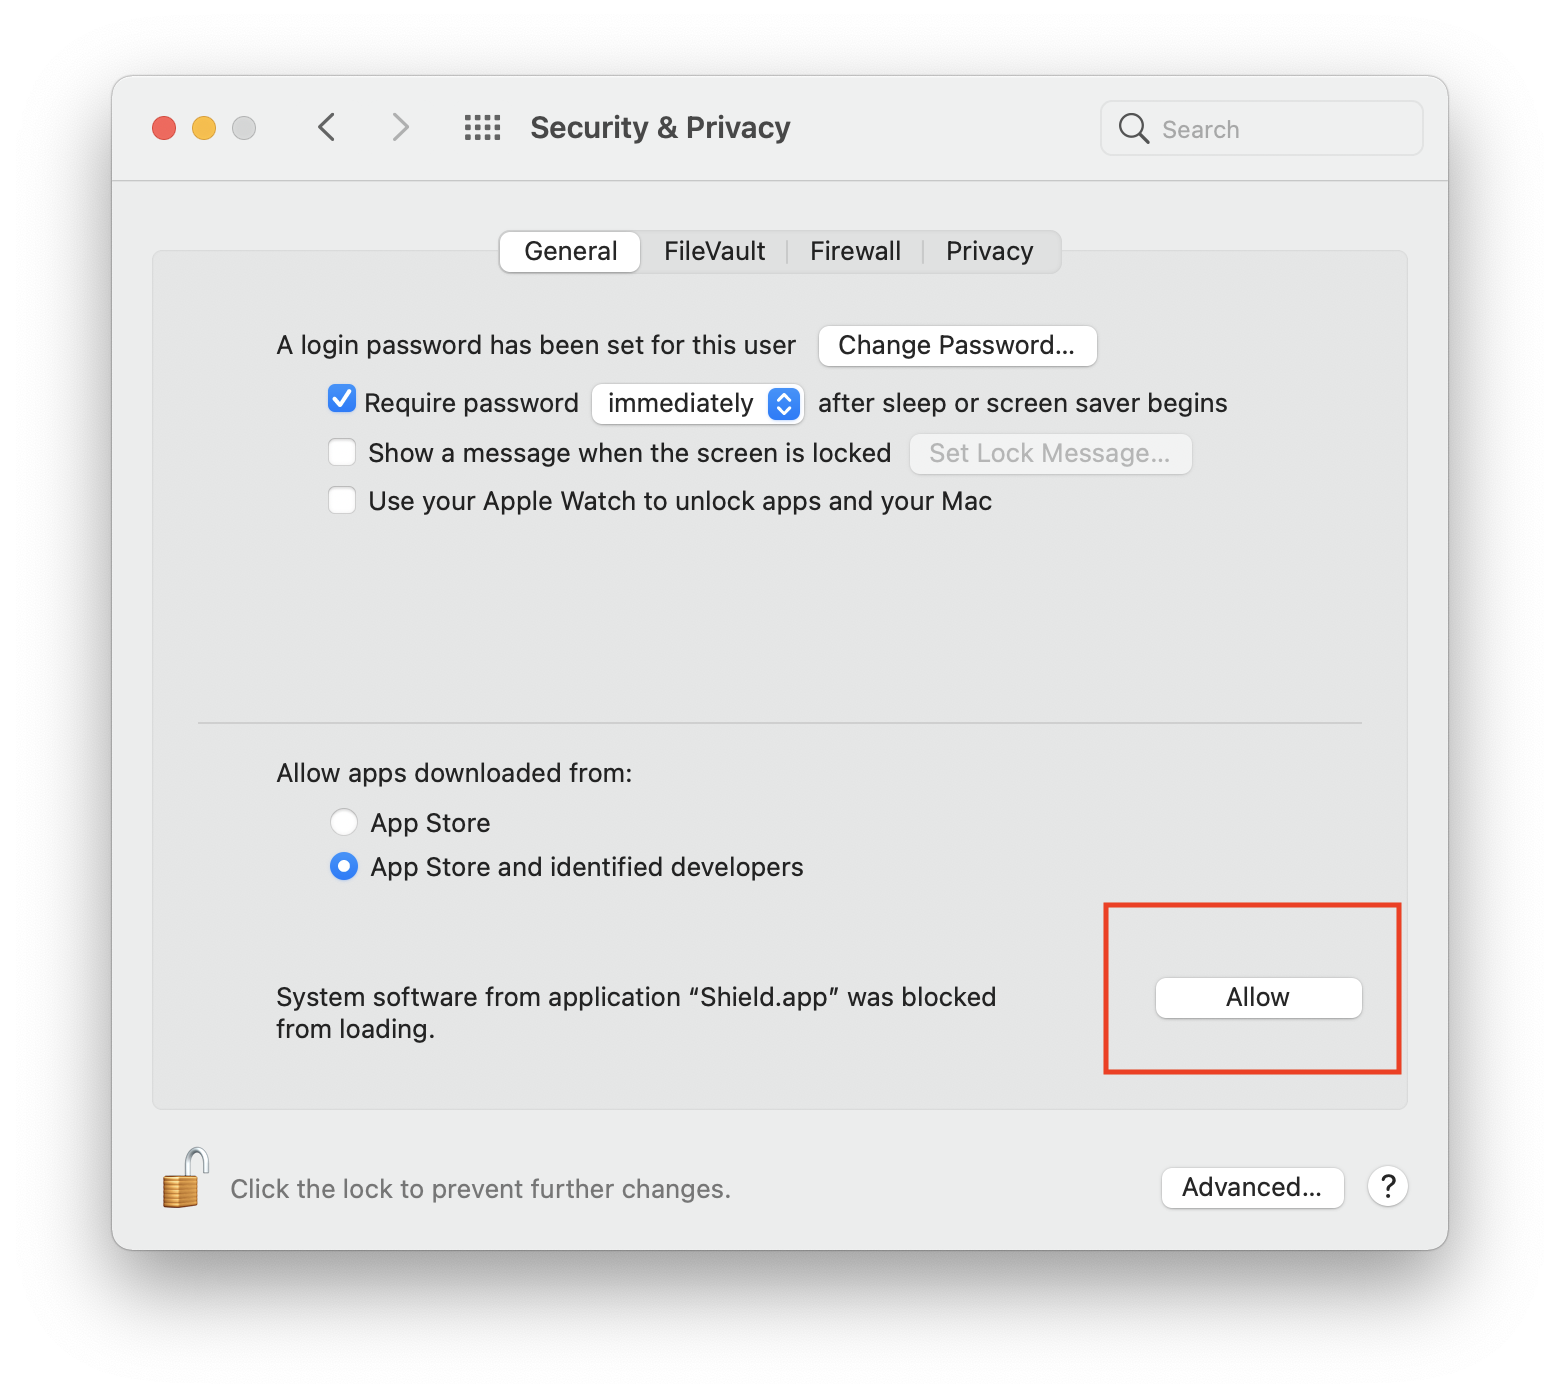 Security & Privacy
Search
General
FileVault
Firewall
Privacy
A login password has been set for this user
Change Password...
Require password
immediately
after sleep or screen saver begins
Show a message when the screen is locked
Set Lock Message...
Use your Apple Watch to unlock apps and your Mac
Allow apps downloaded from:
App Store
App Store and identified developers
System software from application “Shield.app” was blocked
from loading.
Allow
Click the lock to prevent further changes.
Advanced...
?